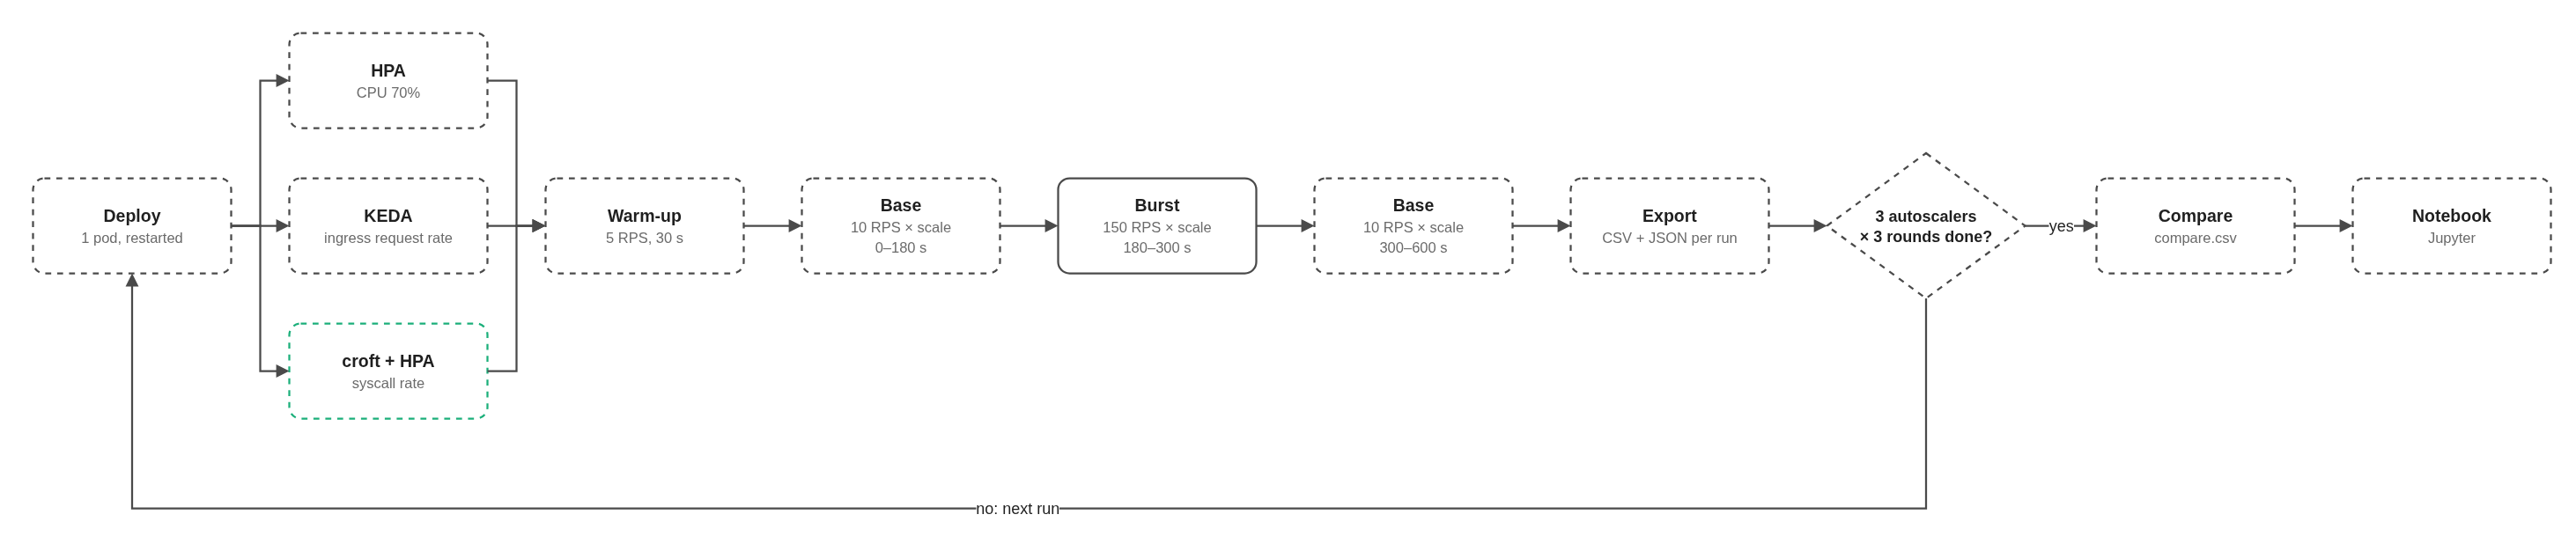 HPA
CPU 70%
Deploy
1 pod, restarted
KEDA
ingress request rate
croft + HPA
syscall rate
Warm-up
5 RPS, 30 s
Base
10 RPS × scale
0–180 s
Burst
150 RPS × scale
180–300 s
Base
10 RPS × scale
300–600 s
Export
CSV + JSON per run
3 autoscalers
× 3 rounds done?
yes
Compare
compare.csv
Notebook
Jupyter
no: next run